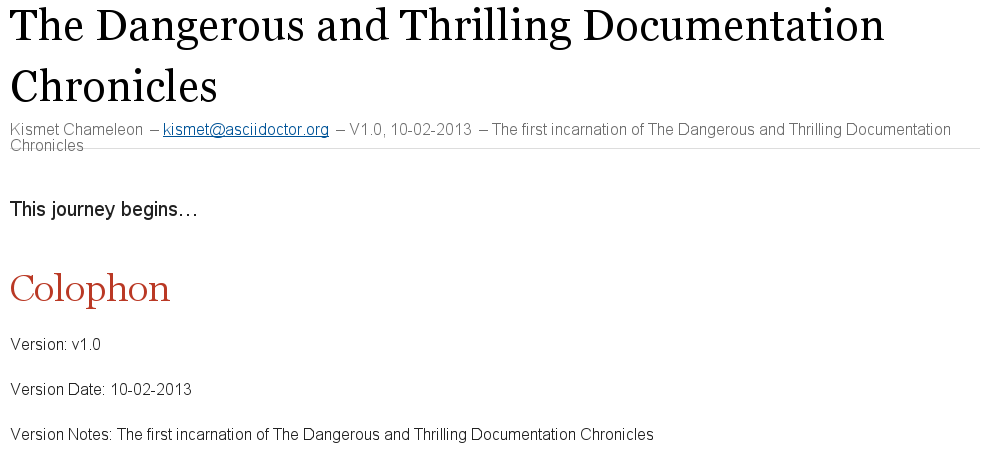 The Dangerous and Thrilling Documentation
Chronicles
Kismet Chameleon – kismet@asciidoctor.org – V1.0, 10-02-2013 – The first incarnation of The Dangerous and Thrilling Documentation
Chronicles
This journey begins…
Colophon
Version: v1.0
Version Date: 10-02-2013
Version Notes: The first incarnation of The Dangerous and Thrilling Documentation Chronicles